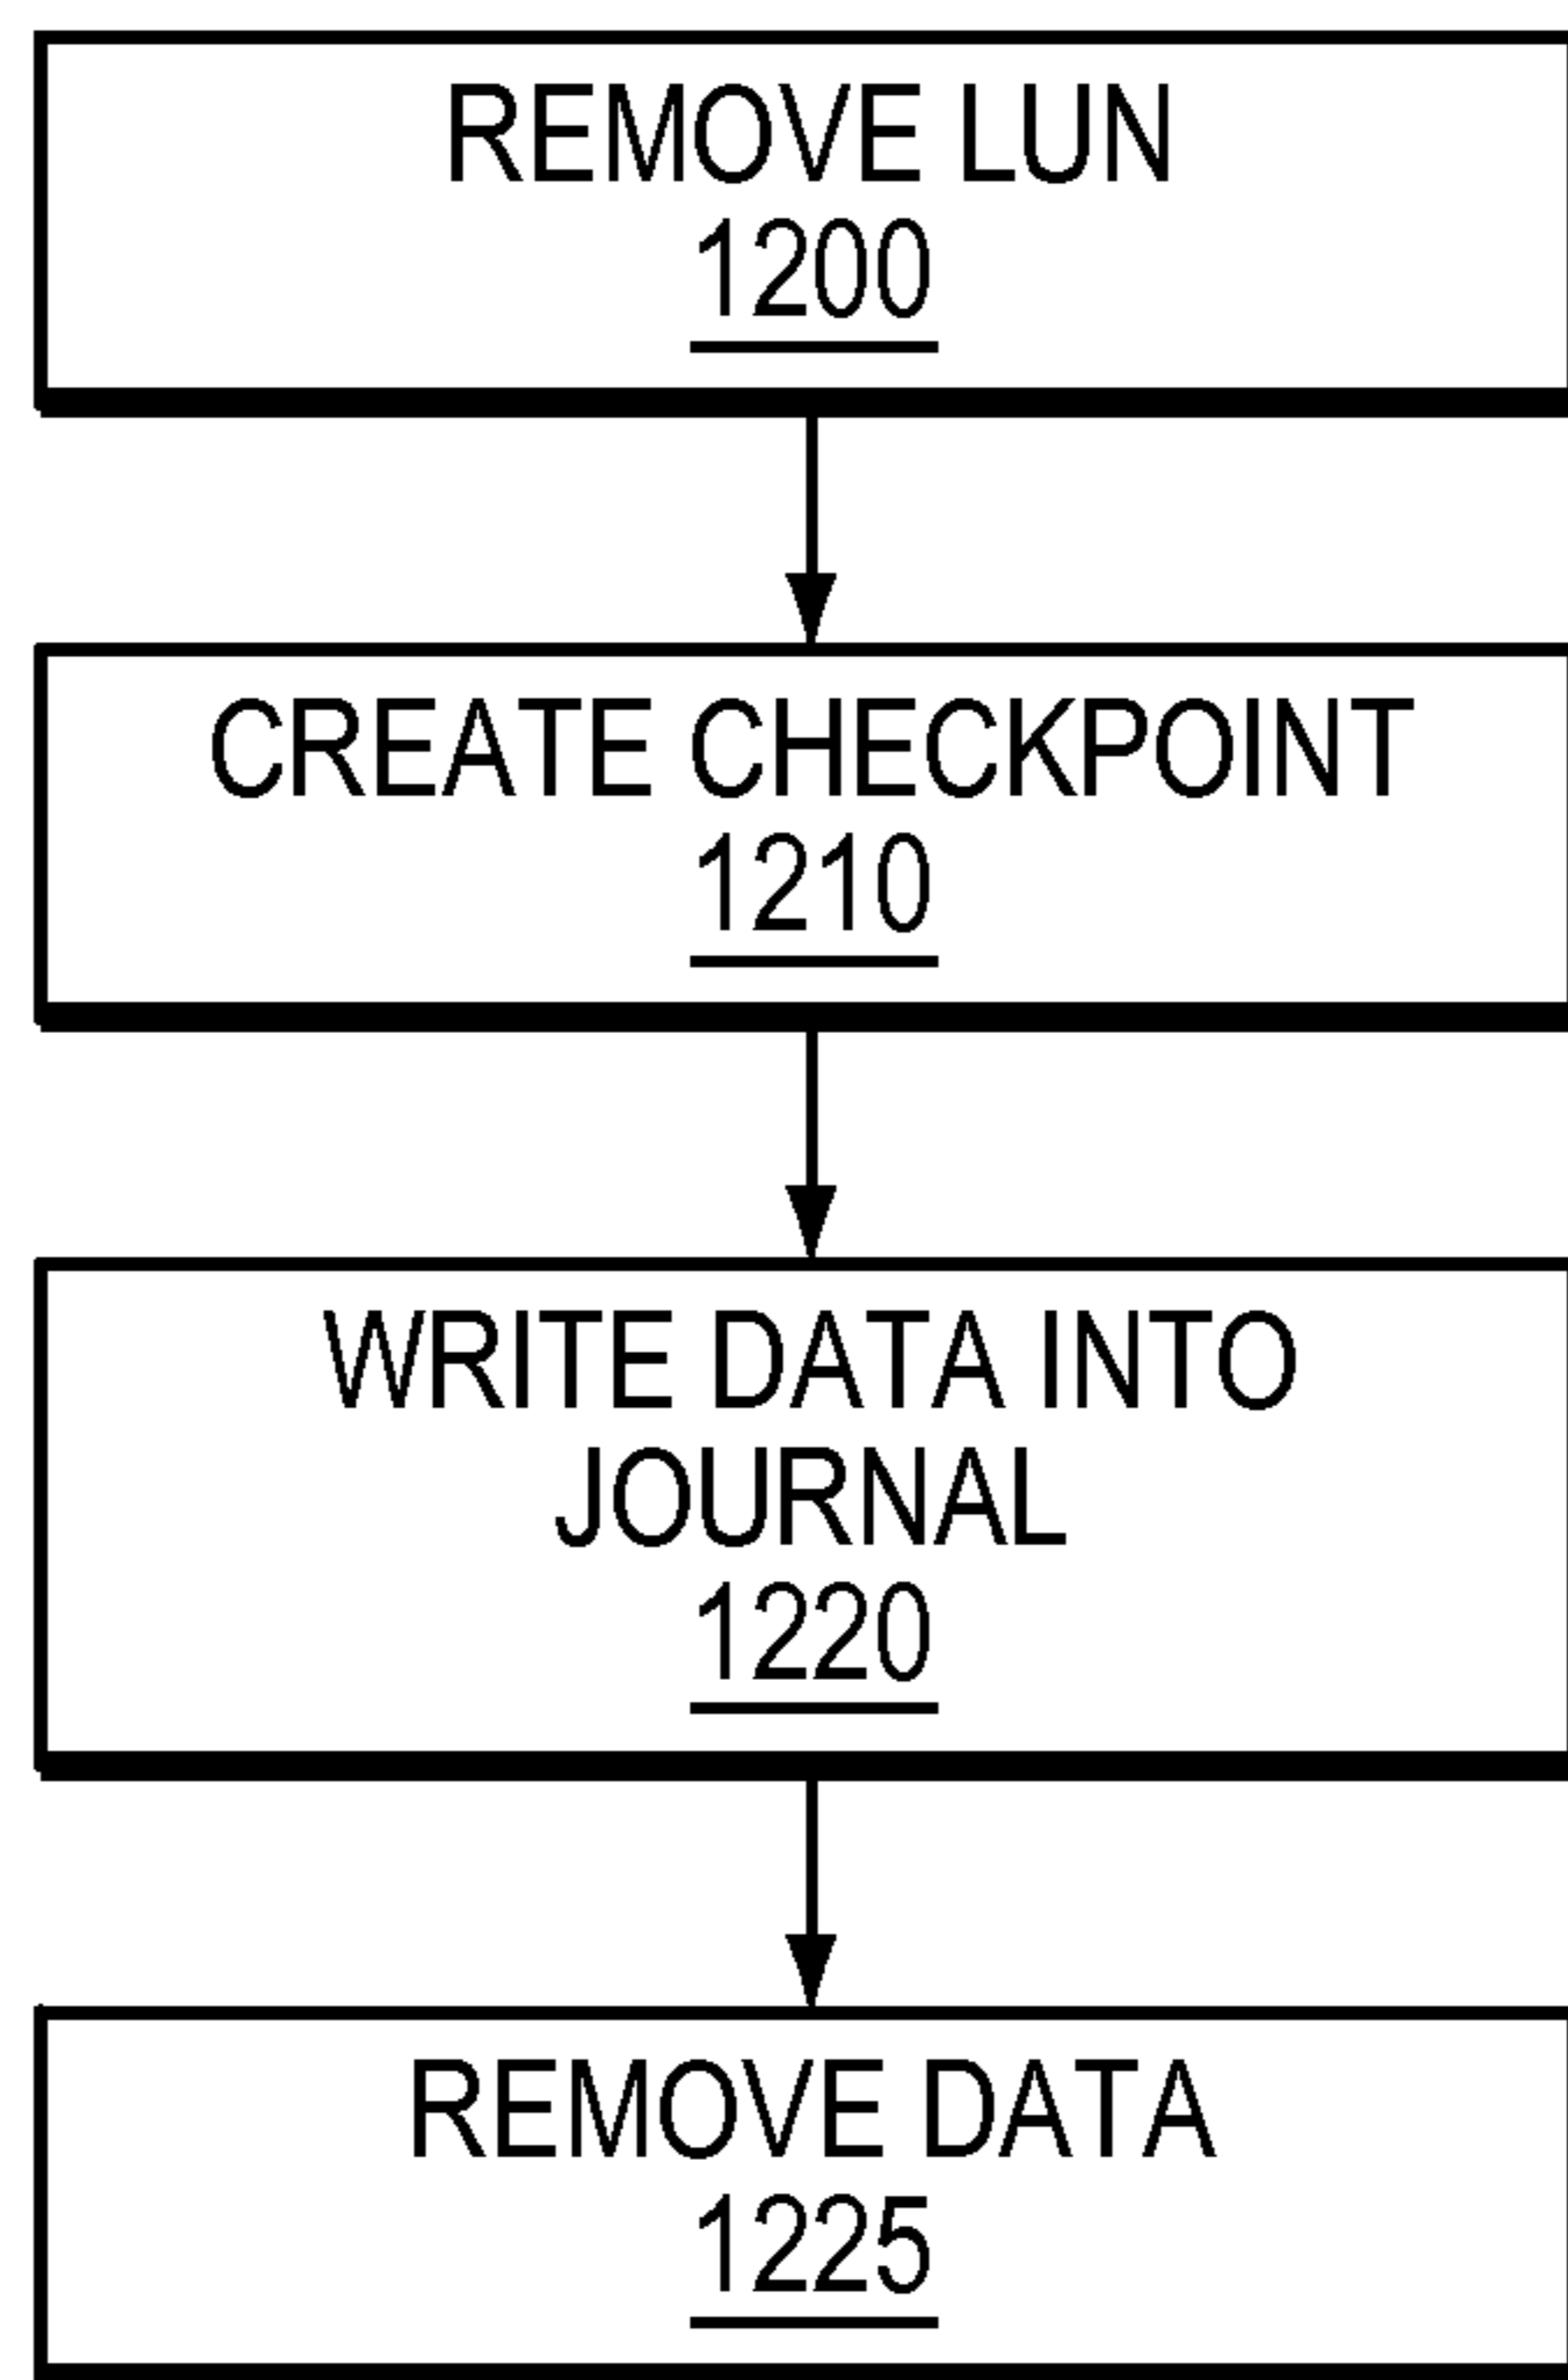 REMOVE LUN
1200
CREATE CHECKPOINT
1210
WRITE DATA INTO
JOURNAL
1220
REMOVE DATA
1225